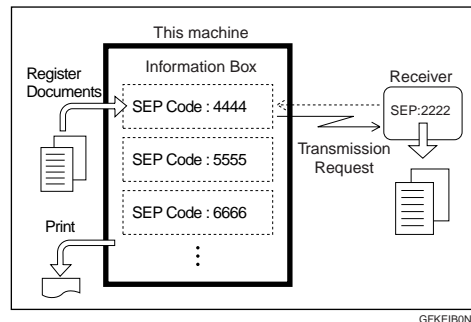 This machine
Information Box
Register
Documents
SEP Code : 4444
SEP Code : 5555
SEP Code : 6666
Print
Receiver
SEP:2222
Transmission
Request
GFKEIB0N